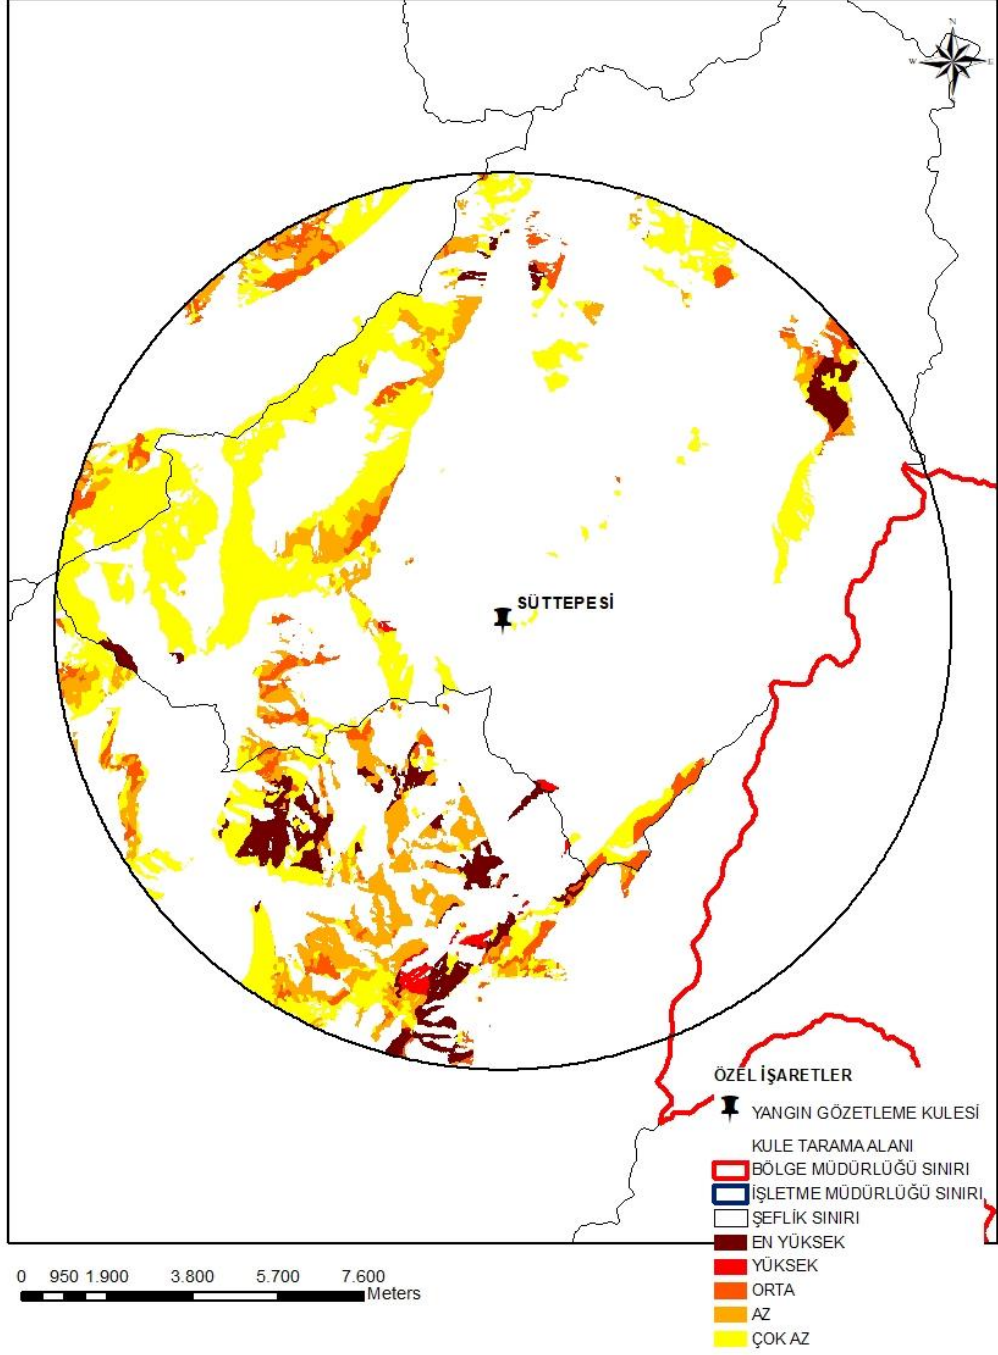 N
W E
SÜTTEPESİ
ÖZEL İŞARETLER
YANGIN GÖZETLEME KULESİ
KULE TARAMA ALANI
BÖLGE MÜDÜRLÜĞÜ SINIRI
İŞLETME MÜDÜRLÜĞÜ SINIRI
ŞEFLİK SINIRI
EN YÜKSEK
YÜKSEK
ORTA
AZ
ÇOK AZ
0 950 1.900 3.800 5.700 7.600
Meters